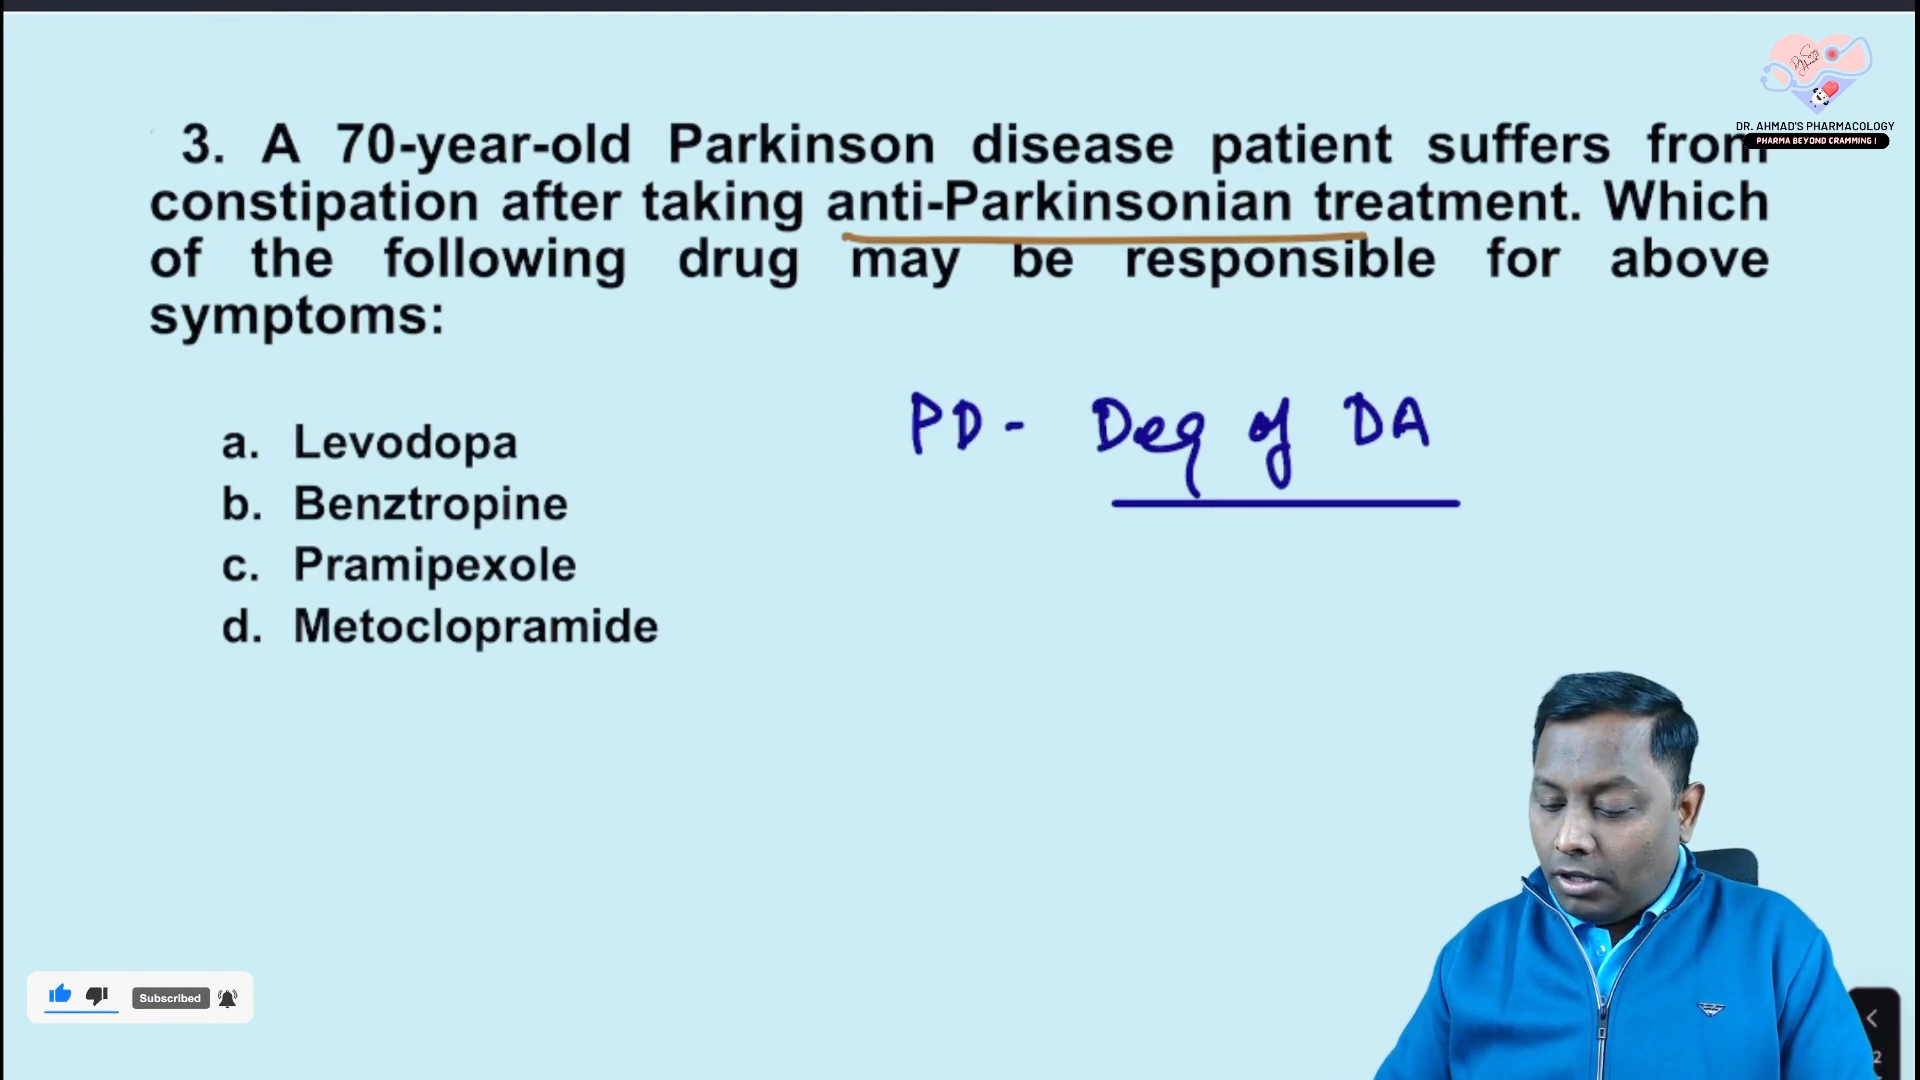 DR. AHMAD'S PHARMACOLOGY
PHARMA BEYOND CRAMMING !
3. A 70-year-old Parkinson disease patient suffers from
constipation after taking anti-Parkinsonian treatment. Which
of the following drug may be responsible for above
symptoms:
PD - Deg of DA
a. Levodopa
b. Benztropine
c. Pramipexole
d. Metoclopramide
Subscribed
2